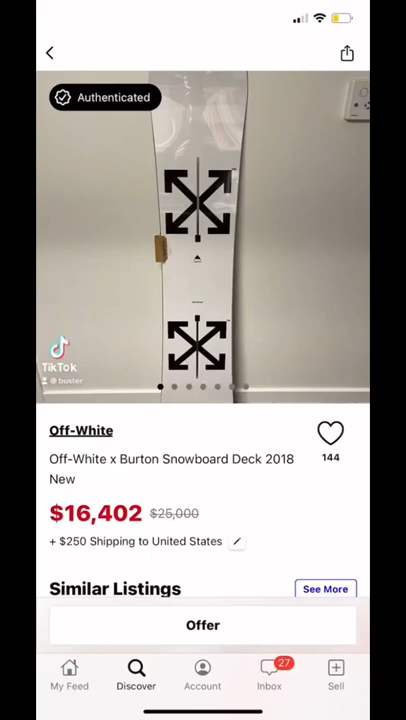 Authenticated
TikTok
@buxter
Off-White
144
Off-White x Burton Snowboard Deck 2018
New
$16,402 $25,000
+ $250 Shipping to United States
Similar Listings
See More
Offer
27
My Feed
Discover
Account
Inbox
Sell